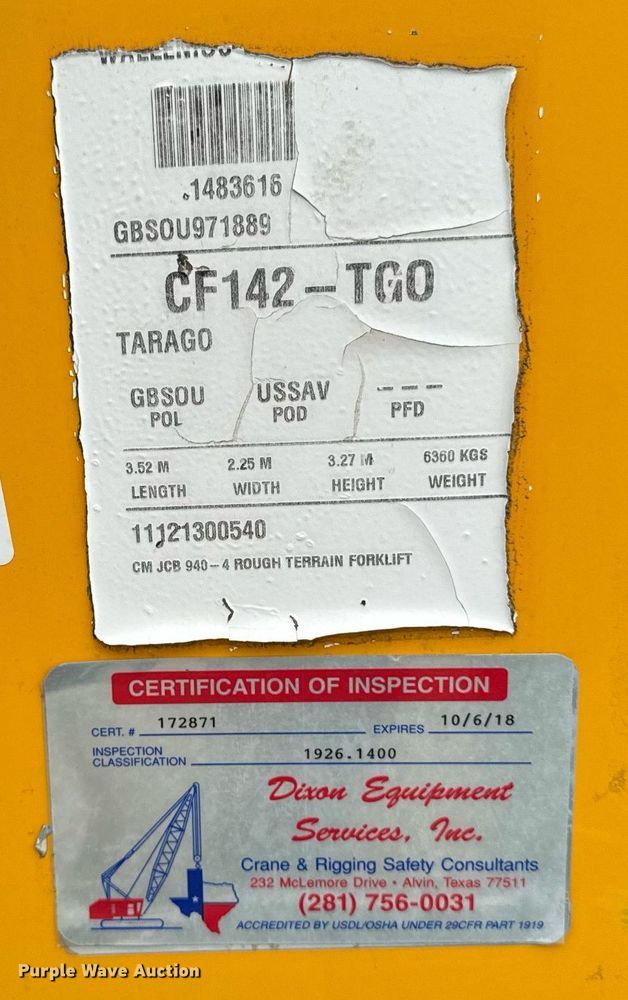 WALLENIUS
.1483616
GBSOU971889
CF142-TGO
TARAGO
GBSOU USSAV ---
POL POD PFD
3.52 M 2.25 M 3.27 M 6360 KGS
LENGTH WIDTH HEIGHT WEIGHT
11121300540
CM JCB 940-4 ROUGH TERRAIN FORKLIFT
CERTIFICATION OF INSPECTION
CERT. # 172871 EXPIRES 10/6/18
INSPECTION
CLASSIFICATION 1926.1400
Dixon Equipment
Services, Inc.
Crane & Rigging Safety Consultants
232 McLemore Drive • Alvin, Texas 77511
(281) 756-0031
ACCREDITED BY USDL/OSHA UNDER 29CFR PART 1919
Purple Wave Auction